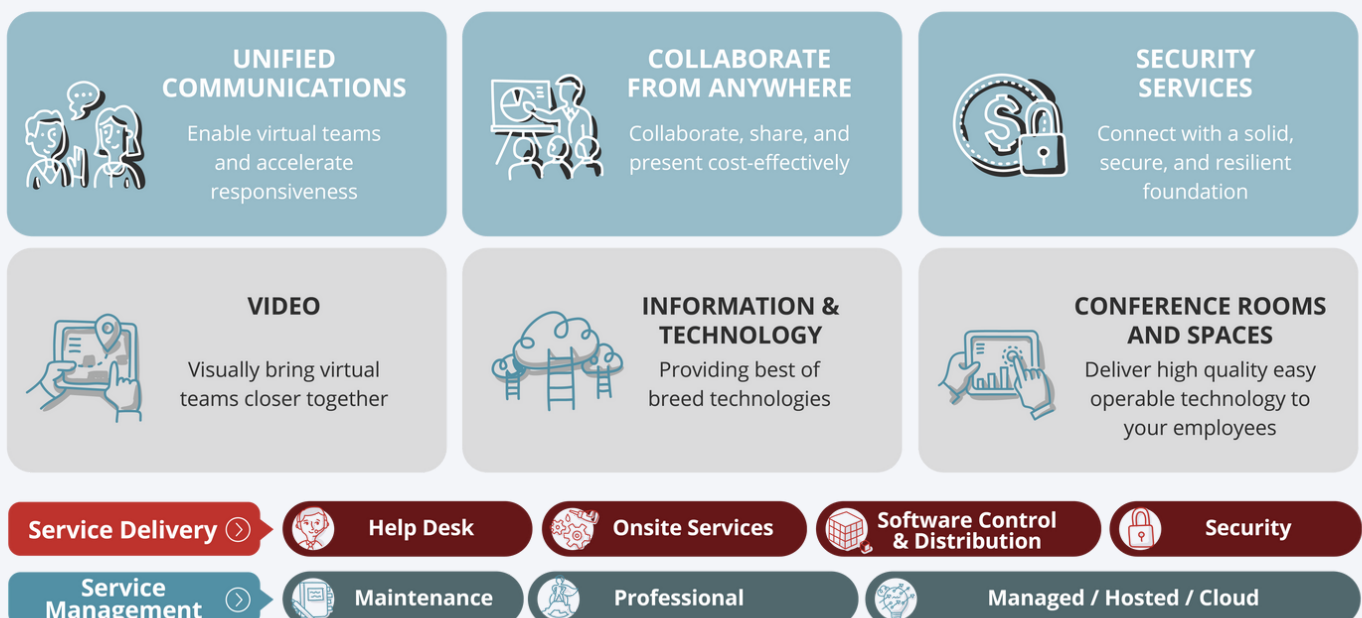 UNIFIED
COMMUNICATIONS
Enable virtual teams
and accelerate
responsiveness
COLLABORATE
FROM ANYWHERE
Collaborate, share, and
present cost-effectively
SECURITY
SERVICES
Connect with a solid,
secure, and resilient
foundation
VIDEO
Visually bring virtual
teams closer together
INFORMATION &
TECHNOLOGY
Providing best of
breed technologies
CONFERENCE ROOMS
AND SPACES
Deliver high quality easy
operable technology to
your employees
Service Delivery
Help Desk
Onsite Services
Software Control
& Distribution
Security
Service
Management
Maintenance
Professional
Managed / Hosted / Cloud